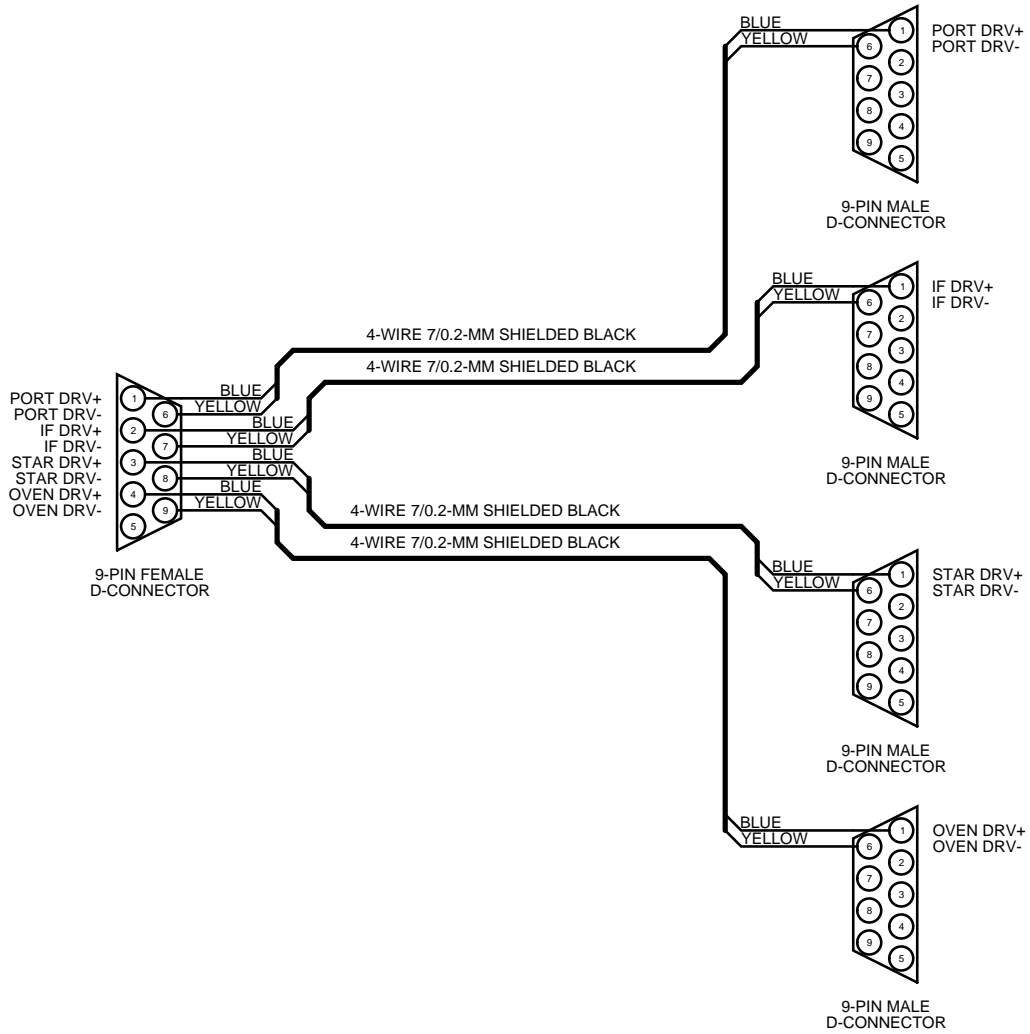 BLUE
YELLOW
1
6
2
7
3
8
4
9
5
PORT DRV+
PORT DRV-
9-PIN MALE
D-CONNECTOR
BLUE
YELLOW
1
6
2
7
3
8
4
9
5
IF DRV+
IF DRV-
9-PIN MALE
D-CONNECTOR
4-WIRE 7/0.2-MM SHIELDED BLACK
4-WIRE 7/0.2-MM SHIELDED BLACK
PORT DRV+
PORT DRV-
IF DRV+
IF DRV-
STAR DRV+
STAR DRV-
OVEN DRV+
OVEN DRV-
1
6
2
7
3
8
4
9
5
BLUE
YELLOW
BLUE
YELLOW
BLUE
YELLOW
BLUE
YELLOW
9-PIN FEMALE
D-CONNECTOR
4-WIRE 7/0.2-MM SHIELDED BLACK
4-WIRE 7/0.2-MM SHIELDED BLACK
BLUE
YELLOW
1
6
2
7
3
8
4
9
5
STAR DRV+
STAR DRV-
9-PIN MALE
D-CONNECTOR
BLUE
YELLOW
1
6
2
7
3
8
4
9
5
OVEN DRV+
OVEN DRV-
9-PIN MALE
D-CONNECTOR